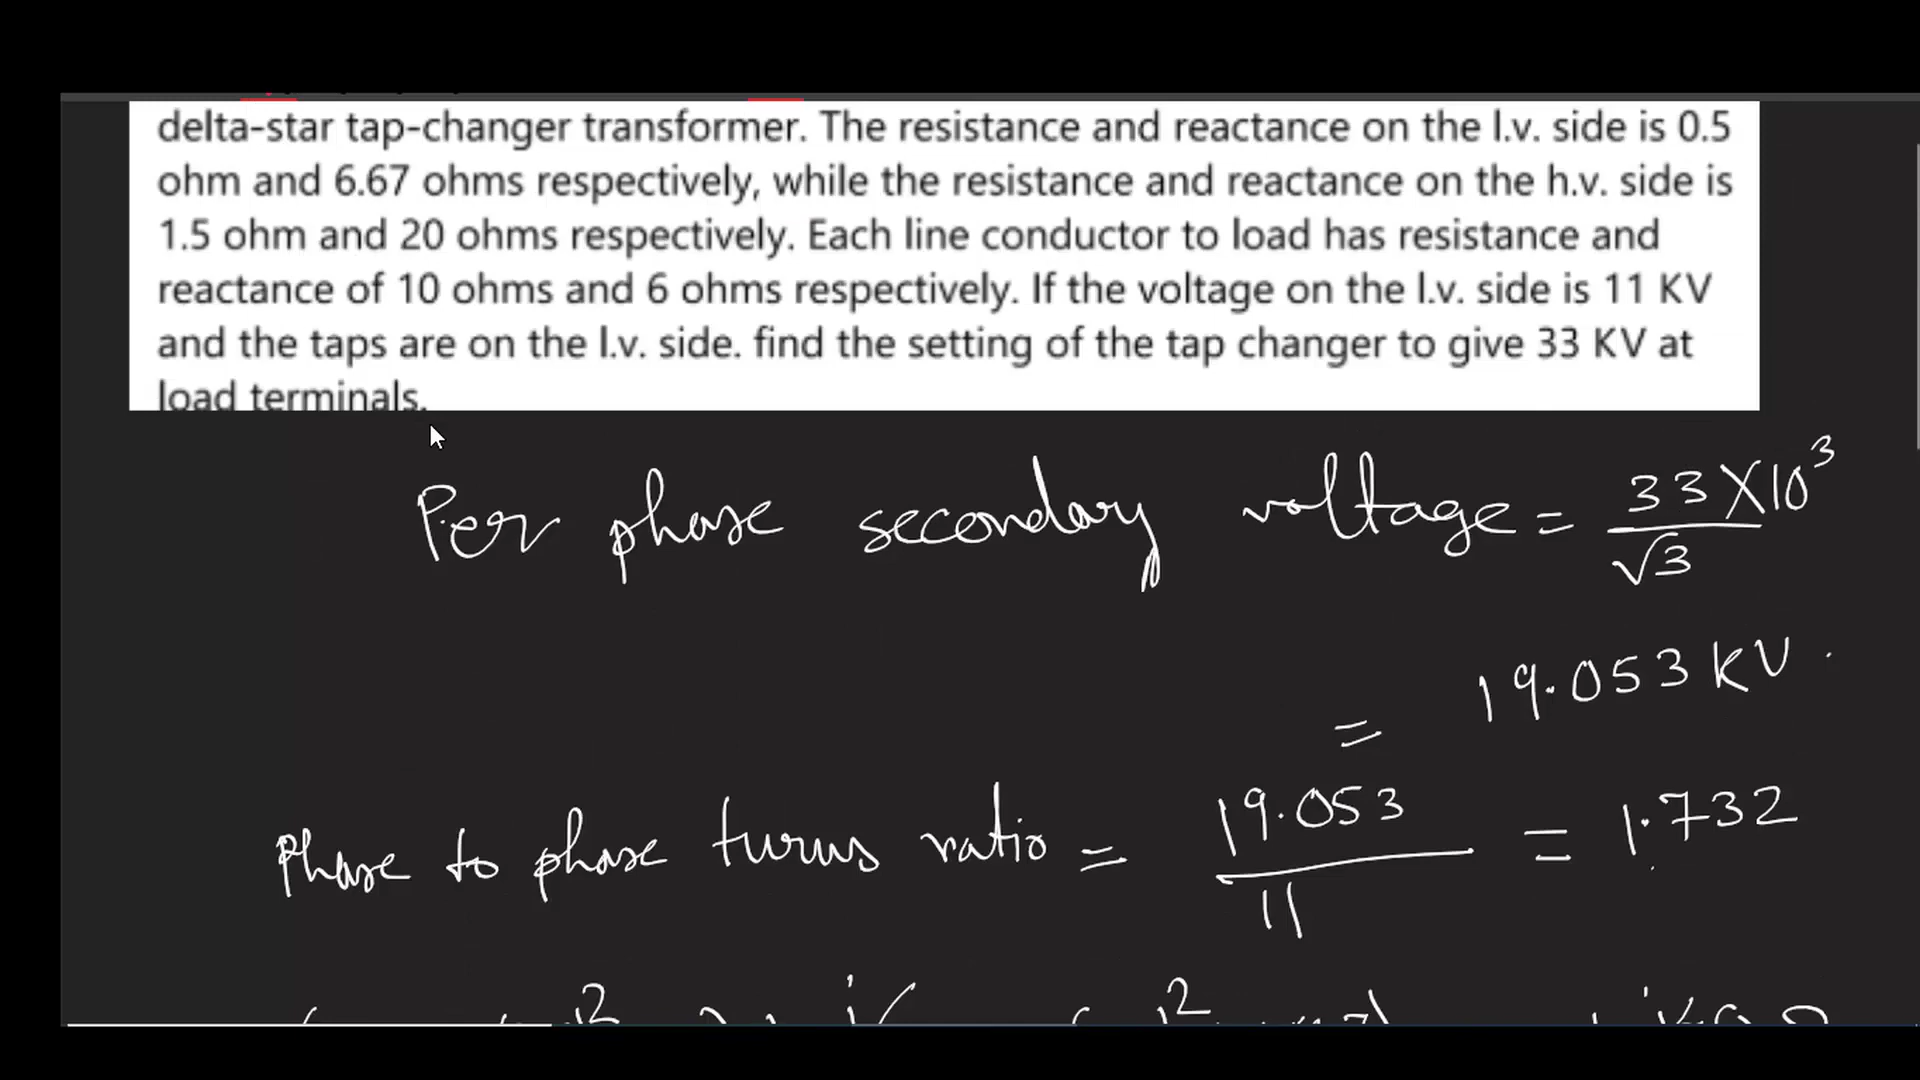 delta-star tap-changer transformer. The resistance and reactance on the l.v. side is 0.5
ohm and 6.67 ohms respectively, while the resistance and reactance on the h.v. side is
1.5 ohm and 20 ohms respectively. Each line conductor to load has resistance and
reactance of 10 ohms and 6 ohms respectively. If the voltage on the l.v. side is 11 KV
and the taps are on the l.v. side. find the setting of the tap changer to give 33 KV at
load terminals.
Per phase secondary voltage = 33X10³ / √3
= 19.053 KV.
Phase to phase turns ratio = 19.053 / 11 = 1.732